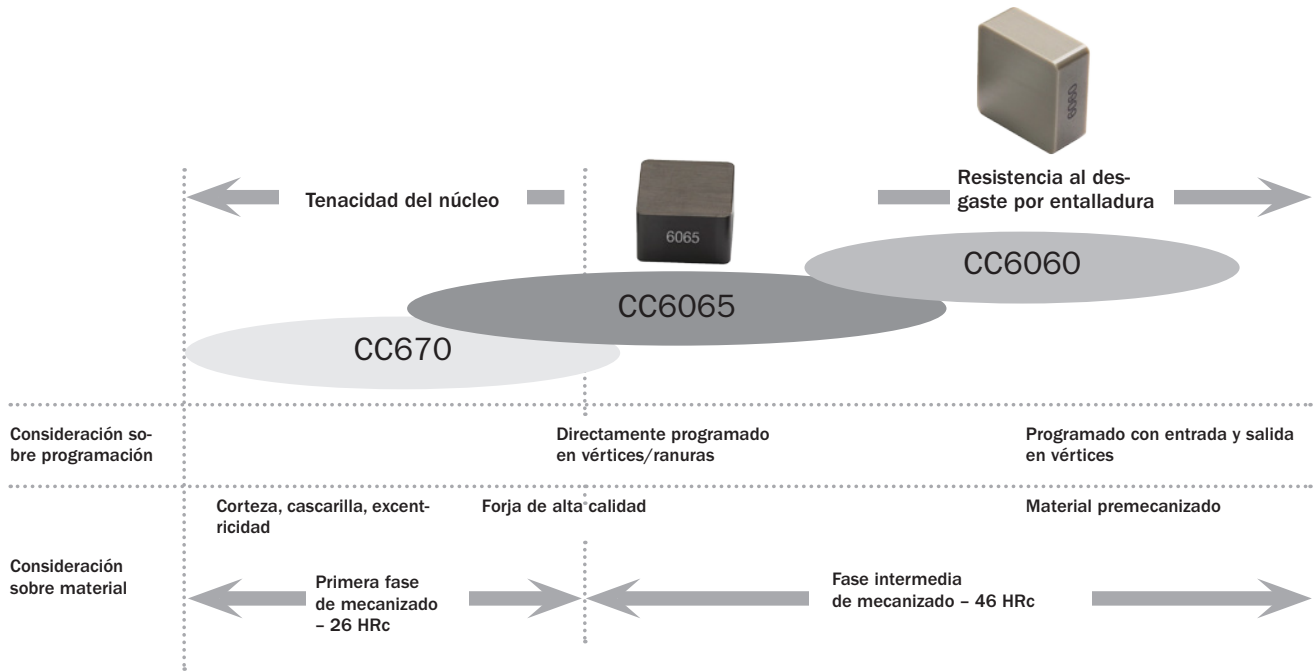 6060
Tenacidad del núcleo
Resistencia al des-
gaste por entalladura
6065
CC6060
CC6065
CC670
Consideración so-
bre programación
Directamente programado
en vértices/ranuras
Programado con entrada y salida
en vértices
Corteza, cascarilla, excent-
ricidad
Forja de alta calidad
Material premecanizado
Consideración
sobre material
Primera fase
de mecanizado
– 26 HRc
Fase intermedia
de mecanizado – 46 HRc